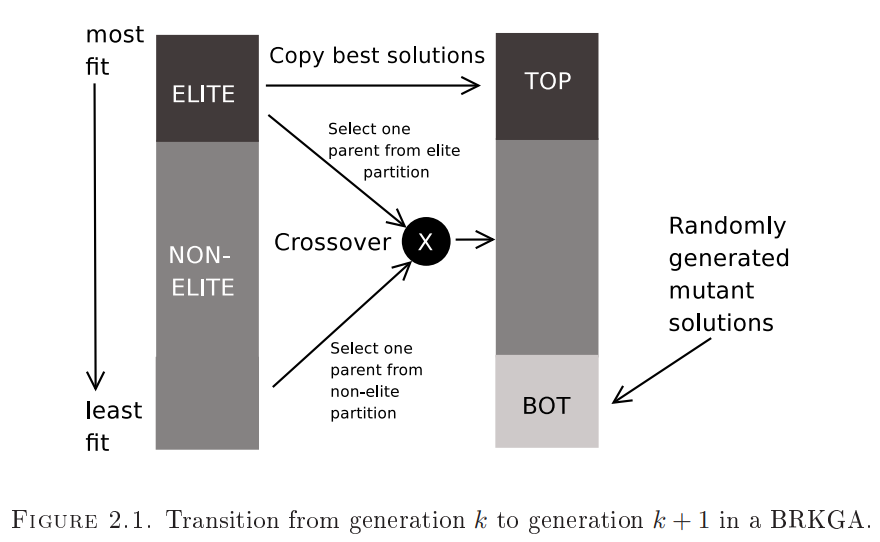 most
fit
ELITE
Copy best solutions
TOP
Select one
parent from elite
partition
NON-
ELITE
Crossover
X
Randomly
generated
mutant
solutions
Select one
parent from
non-elite
partition
least
fit
BOT
FIGURE 2.1. Transition from generation k to generation k + 1 in a BRKGA.